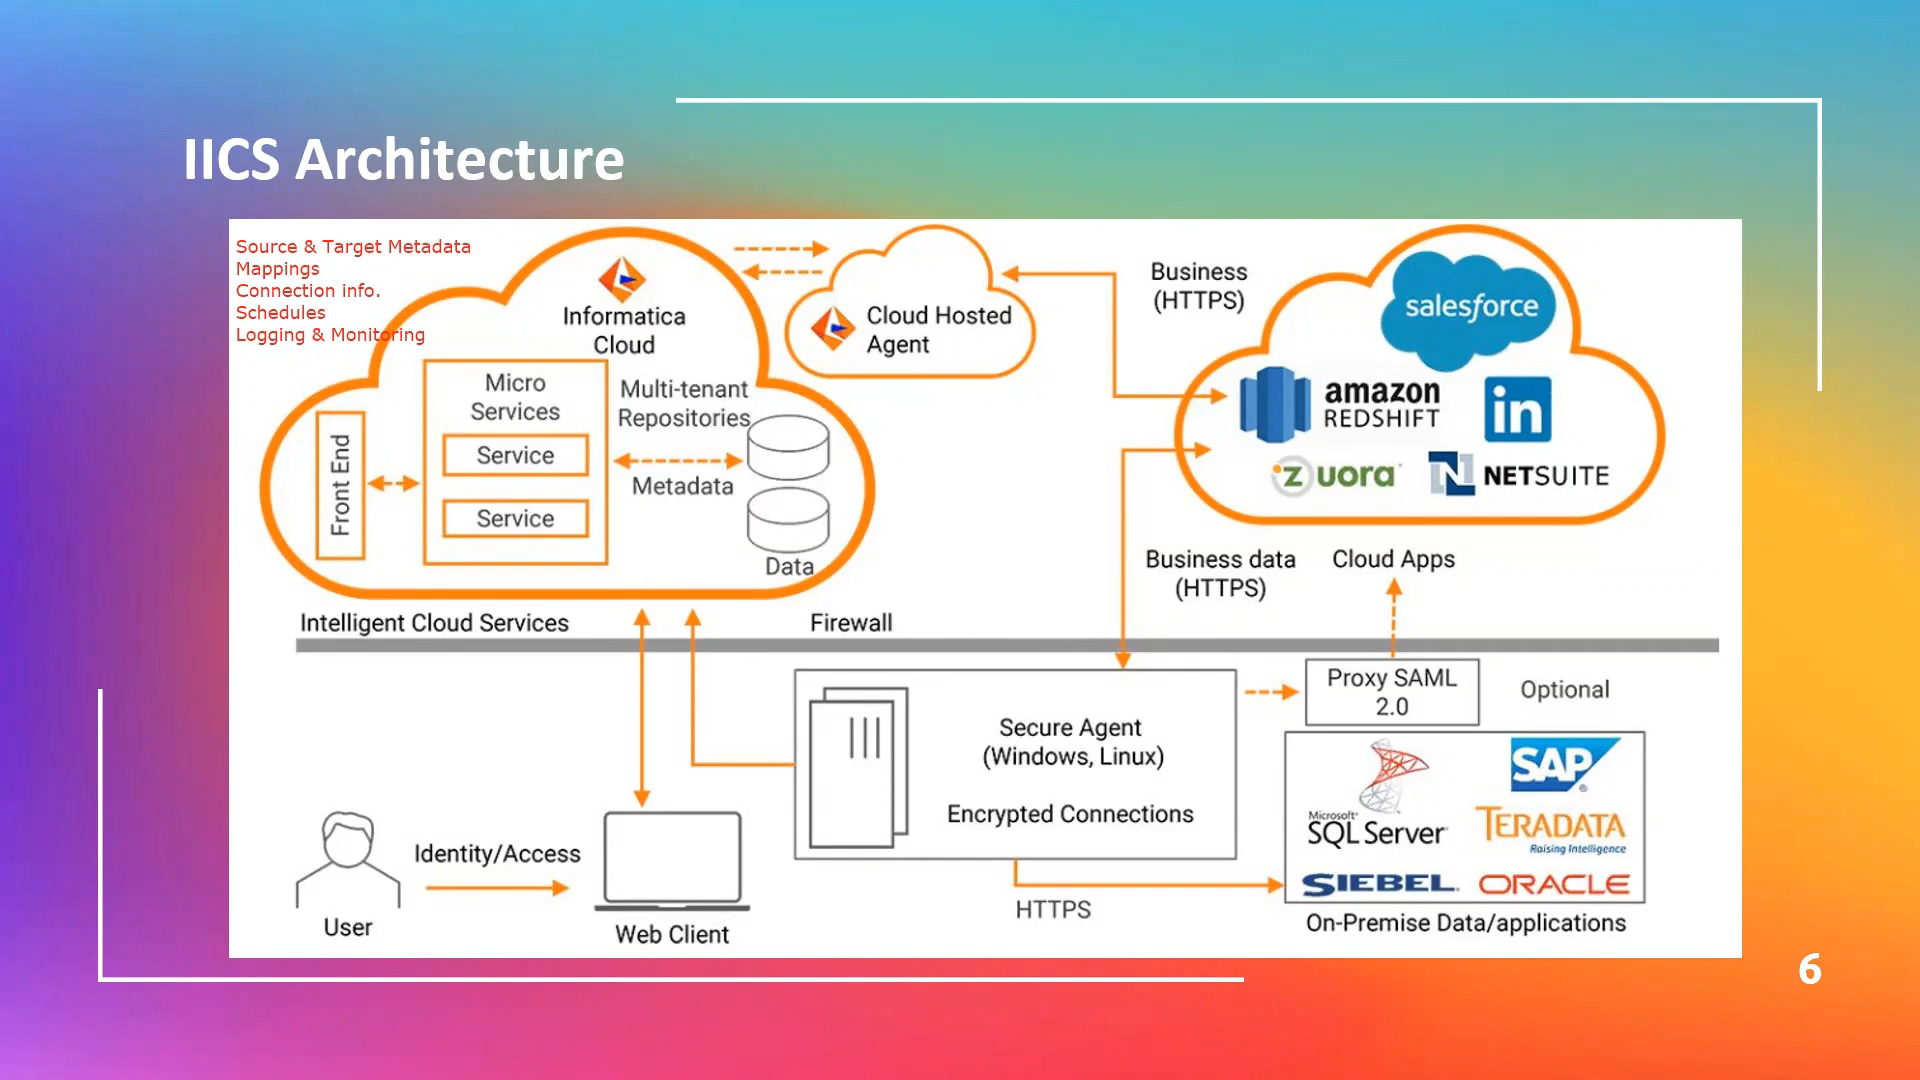 IICS Architecture
Source & Target Metadata
Mappings
Connection info.
Schedules
Logging & Monitoring
Informatica
Cloud
Micro
Services
Service
Service
Front End
Multi-tenant
Repositories
Metadata
Data
Cloud Hosted
Agent
Business
(HTTPS)
salesforce
amazon
REDSHIFT
in
zuora
N NETSUITE
Business data
(HTTPS)
Cloud Apps
Intelligent Cloud Services
Firewall
Secure Agent
(Windows, Linux)
Encrypted Connections
Proxy SAML
2.0
Optional
Microsoft
SQL Server
SAP
TERADATA
Raising Intelligence
SIEBEL
ORACLE
On-Premise Data/applications
HTTPS
Identity/Access
User
Web Client
6